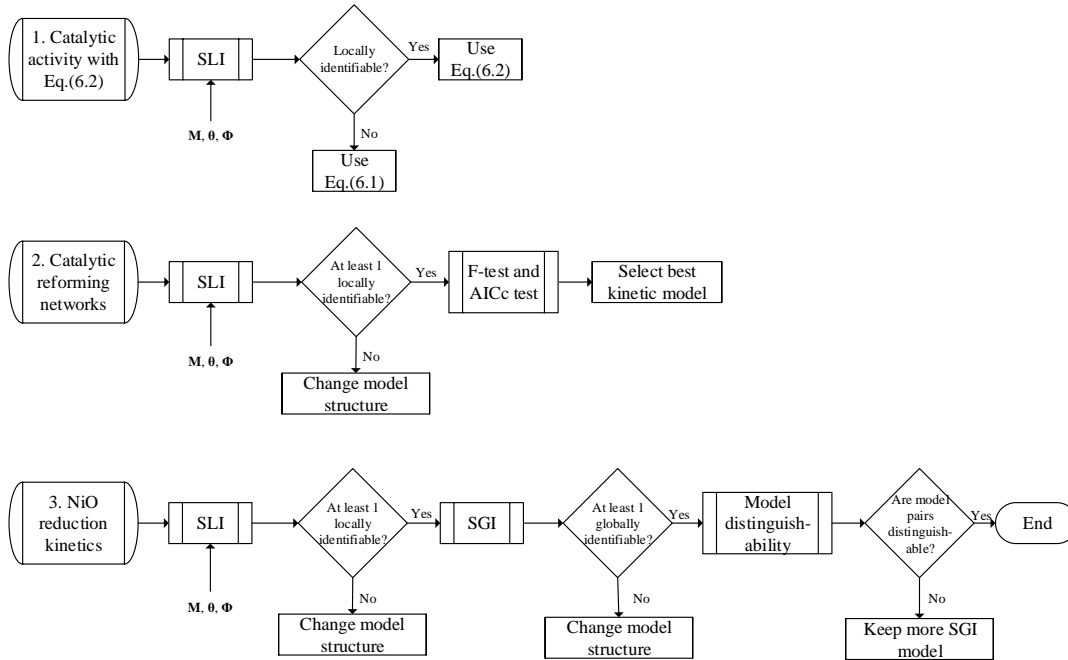 1. Catalytic
activity with
Eq.(6.2)
SLI
M, θ, Φ
Locally
identifiable?
Yes
Use
Eq.(6.2)
No
Use
Eq.(6.1)
2. Catalytic
reforming
networks
SLI
M, θ, Φ
At least 1
locally
identifiable?
Yes
F-test and
AICc test
Select best
kinetic model
No
Change model
structure
3. NiO
reduction
kinetics
SLI
M, θ, Φ
At least 1
locally
identifiable?
Yes
SGI
No
Change model
structure
At least 1
globally
identifiable?
Yes
Model
distinguish-
ability
No
Change model
structure
Are model
pairs
distinguish-
able?
Yes
End
No
Keep more SGI
model